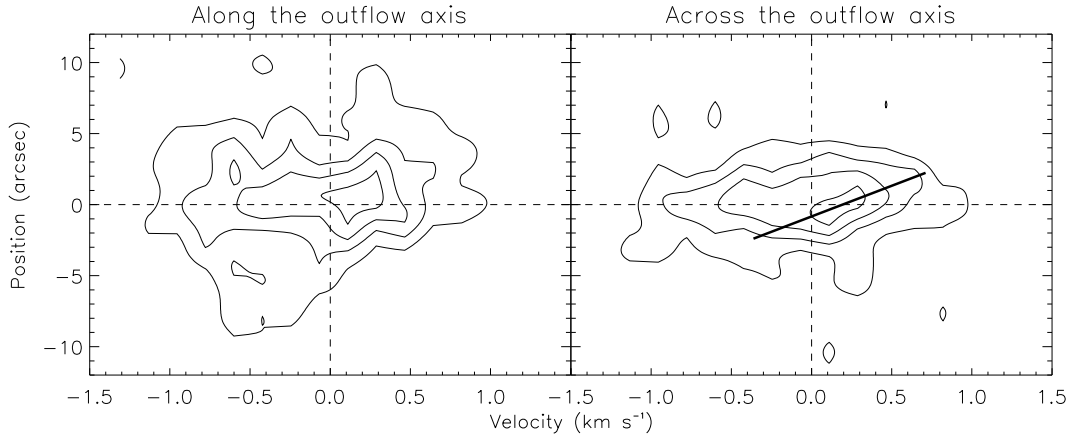 Along the outflow axis
Across the outflow axis
Position (arcsec)
10
5
0
−5
−10
−1.5 −1.0 −0.5 0.0 0.5 1.0 −1.5 −1.0 −0.5 0.0 0.5 1.0 1.5
Velocity (km s⁻¹)